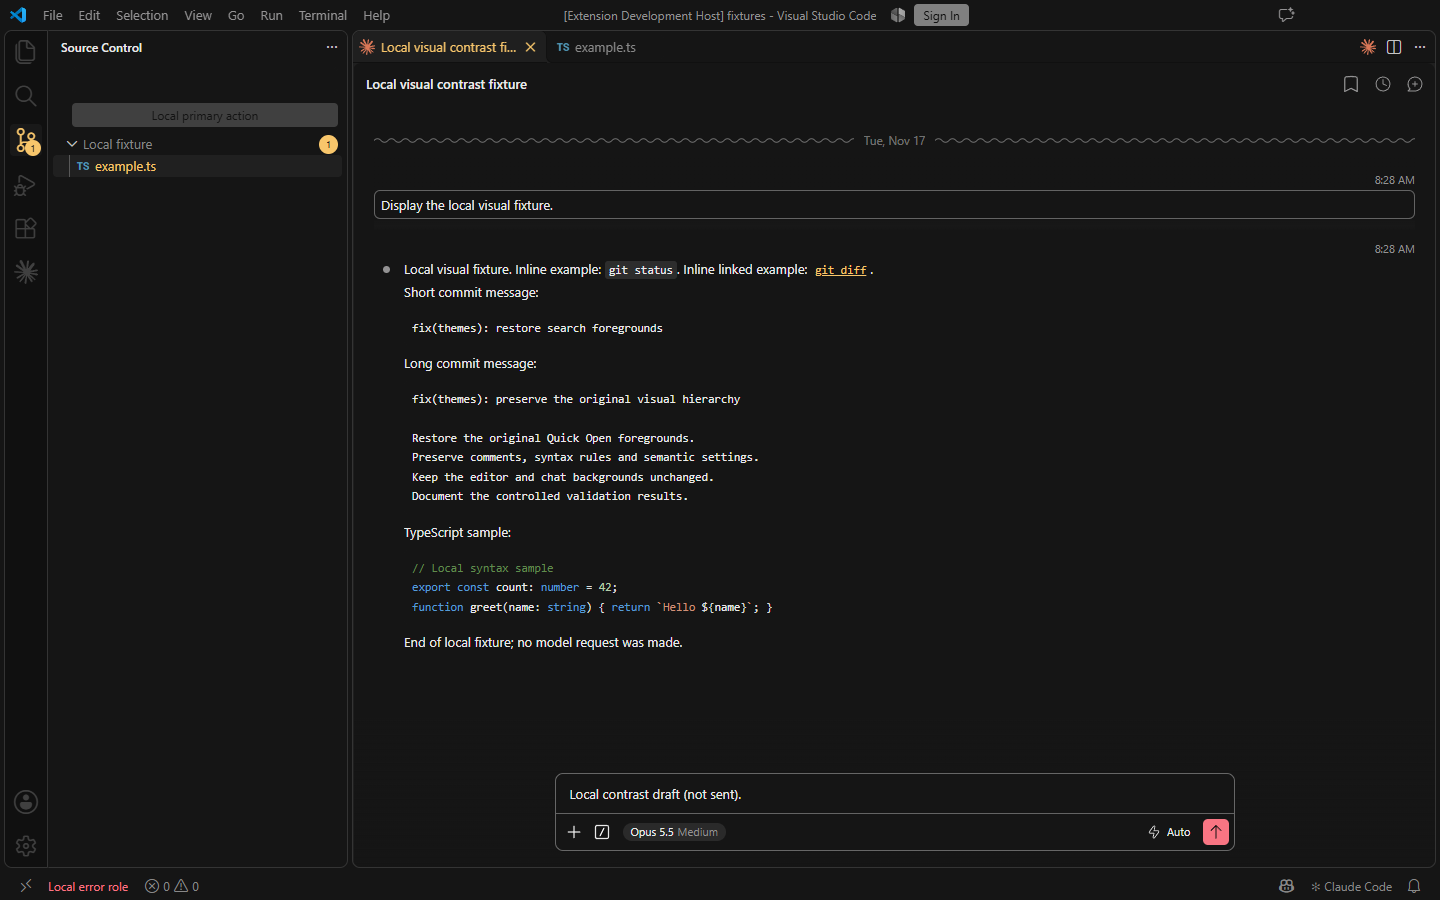 File Edit Selection View Go Run Terminal Help
[Extension Development Host] fixtures - Visual Studio Code
Sign In
Source Control
Local primary action
Local fixture
1
TS example.ts
1
Local visual contrast fi...
TS example.ts
Local visual contrast fixture
Tue, Nov 17
8:28 AM
Display the local visual fixture.
8:28 AM
Local visual fixture. Inline example: git status. Inline linked example: git diff.
Short commit message:
fix(themes): restore search foregrounds
Long commit message:
fix(themes): preserve the original visual hierarchy
Restore the original Quick Open foregrounds.
Preserve comments, syntax rules and semantic settings.
Keep the editor and chat backgrounds unchanged.
Document the controlled validation results.
TypeScript sample:
// Local syntax sample
export const count: number = 42;
function greet(name: string) { return `Hello ${name}`; }
End of local fixture; no model request was made.
Local contrast draft (not sent).
Opus 5.5 Medium
Auto
Local error role
0 0
Claude Code